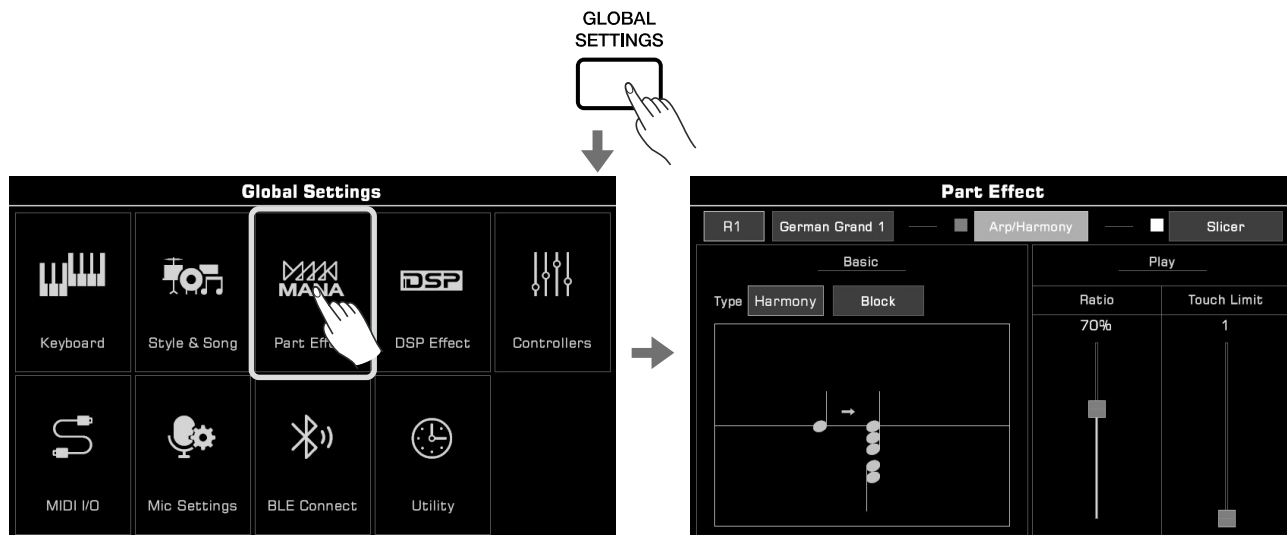 GLOBAL
SETTINGS
Global Settings
Keyboard
Style & Song
MANA
Part Eff
DSP
DSP Effect
Controllers
MIDI I/O
Mic Settings
BLE Connect
Utility
Part Effect
R1 German Grand 1 Arp/Harmony Slicer
Basic
Type Harmony Block
Play
Ratio Touch Limit
70% 1